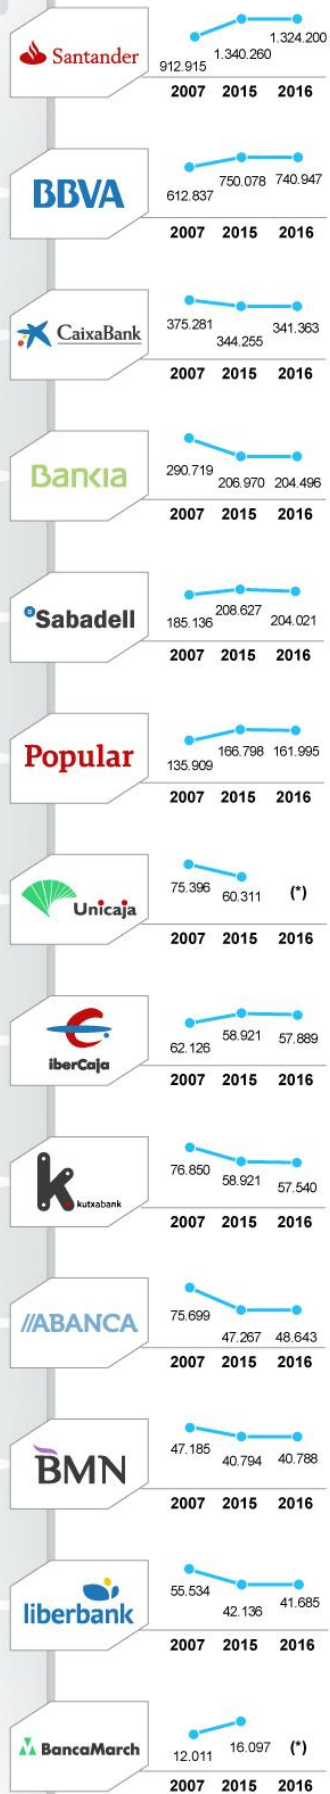 Santander
912.915 1.340.260 1.324.200
2007 2015 2016
BBVA
612.837 750.078 740.947
2007 2015 2016
CaixaBank
375.281 344.255 341.363
2007 2015 2016
Bankia
290.719 206.970 204.496
2007 2015 2016
Sabadell
185.136 208.627 204.021
2007 2015 2016
Popular
135.909 166.798 161.995
2007 2015 2016
Unicaja
75.396 60.311 (*)
2007 2015 2016
iberCaja
62.126 58.921 57.889
2007 2015 2016
k.
kutxabank
76.850 58.921 57.540
2007 2015 2016
//ABANCA
75.699 47.267 48.643
2007 2015 2016
BMN
47.185 40.794 40.788
2007 2015 2016
liberbank
55.534 42.136 41.685
2007 2015 2016
BancaMarch
12.011 16.097 (*)
2007 2015 2016